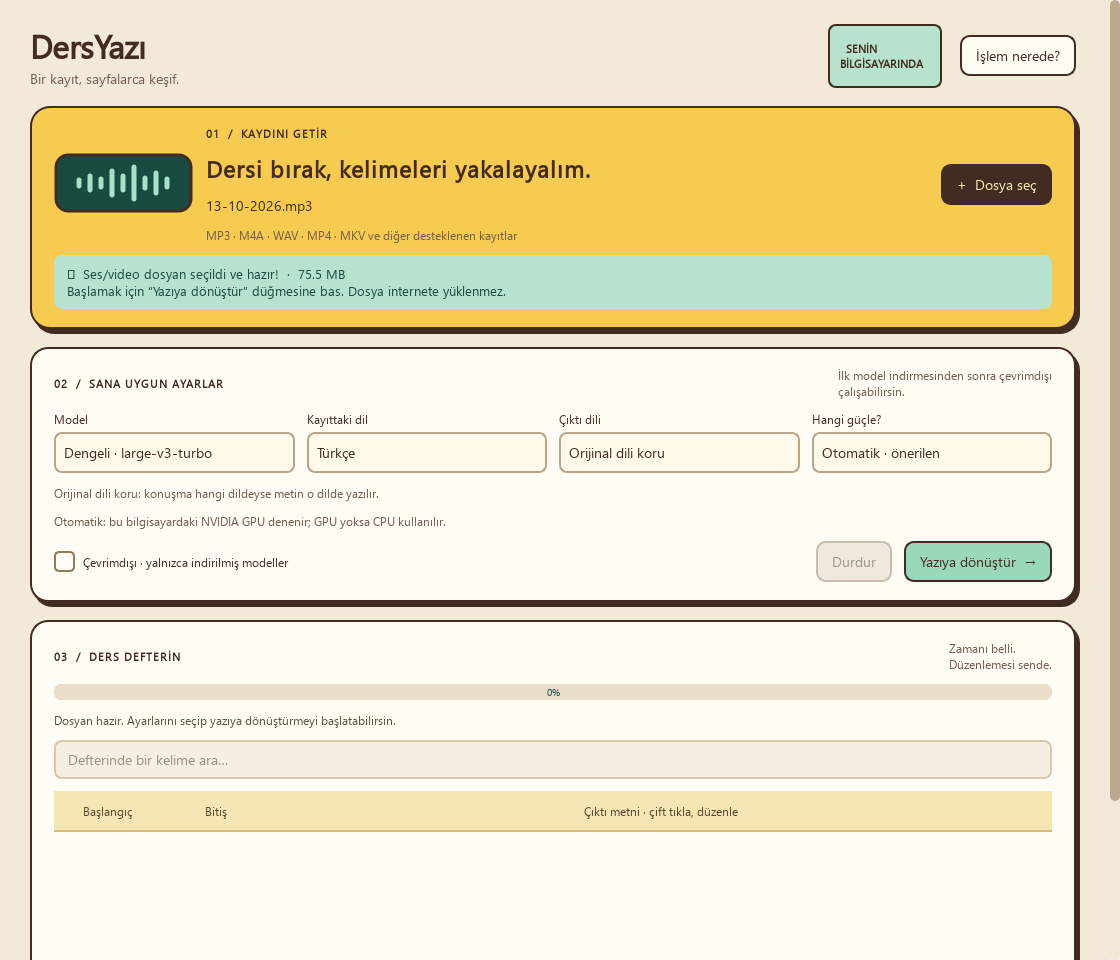 DersYazı
Bir kayıt, sayfalarca keşif.
SENİN
BİLGİSAYARINDA
İşlem nerede?
01 / KAYDINI GETİR
Dersi bırak, kelimeleri yakalayalım.
13-10-2026.mp3
MP3 · M4A · WAV · MP4 · MKV ve diğer desteklenen kayıtlar
+ Dosya seç
Ses/video dosyan seçildi ve hazır! · 75.5 MB
Başlamak için “Yazıya dönüştür” düğmesine bas. Dosya internete yüklenmez.
02 / SANA UYGUN AYARLAR
İlk model indirmesinden sonra çevrimdışı
çalışabilirsin.
Model
Kayıttaki dil
Çıktı dili
Hangi güçle?
Dengeli · large-v3-turbo
Türkçe
Orijinal dili koru
Otomatik · önerilen
Orijinal dili koru: konuşma hangi dildeyse metin o dilde yazılır.
Otomatik: bu bilgisayardaki NVIDIA GPU denenir; GPU yoksa CPU kullanılır.
Çevrimdışı · yalnızca indirilmiş modeller
Durdur
Yazıya dönüştür →
03 / DERS DEFTERİN
Zamanı belli.
Düzenlemesi sende.
0%
Dosyan hazır. Ayarlarını seçip yazıya dönüştürmeyi başlatabilirsin.
Defterinde bir kelime ara...
Başlangıç
Bitiş
Çıktı metni · çift tıkla, düzenle